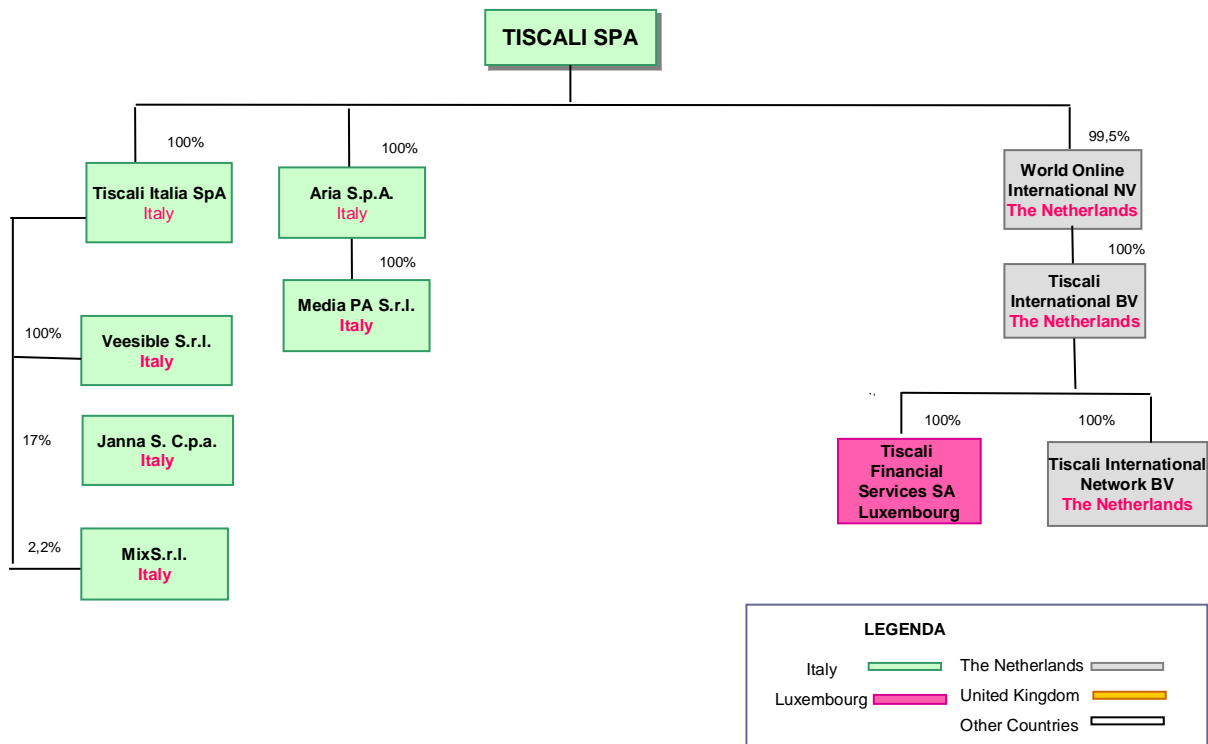 TISCALI SPA
100%
100%
99,5%
Tiscali Italia SpA
Italy
Aria S.p.A.
Italy
World Online
International NV
The Netherlands
100%
100%
Media PA S.r.l.
Italy
Tiscali
International BV
The Netherlands
100%
Veesible S.r.l.
Italy
17%
Janna S. C.p.a.
Italy
100%
100%
Tiscali
Financial
Services SA
Luxembourg
Tiscali International
Network BV
The Netherlands
2,2%
MixS.r.l.
Italy
LEGENDA
Italy
The Netherlands
Luxembourg
United Kingdom
Other Countries